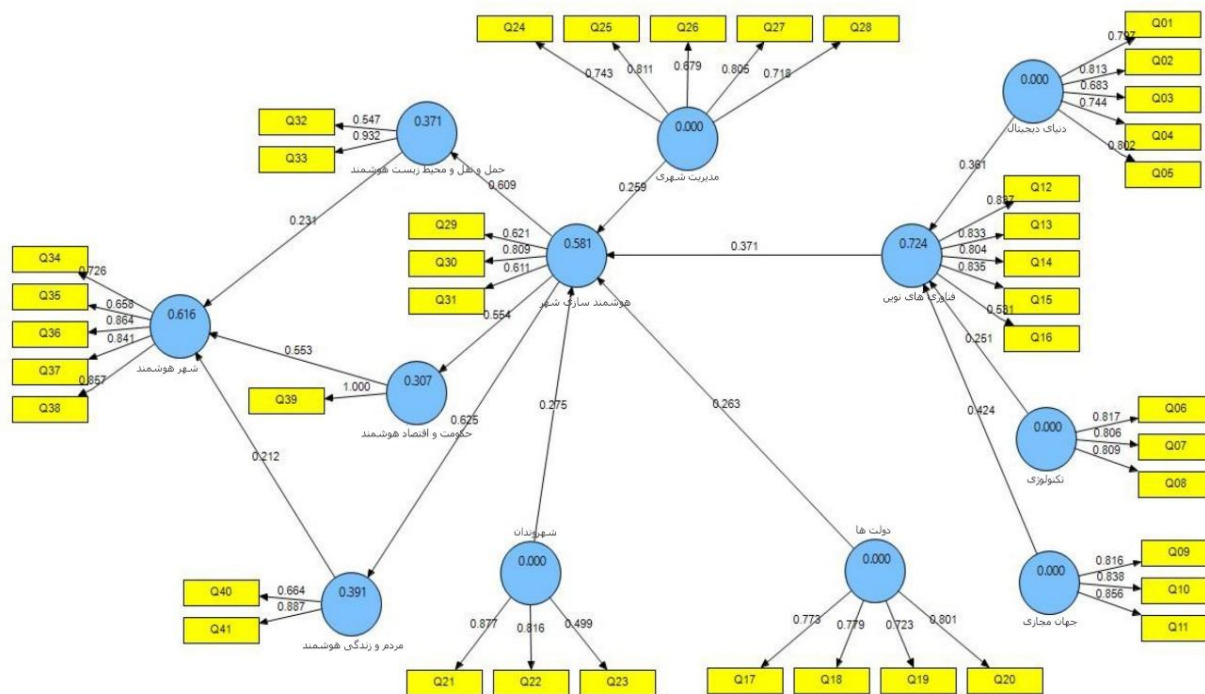 Q24
Q25
Q26
Q27
Q28
0.743
0.811
0.679
0.805
0.718
0.000
مدیریت شهری
0.259
Q01
Q02
Q03
Q04
Q05
0.797
0.813
0.683
0.744
0.802
0.000
دنیای دیجیتال
0.361
Q32
Q33
0.547
0.932
0.371
حمل و نقل و محیط زیست هوشمند
0.609
0.231
Q12
Q13
Q14
Q15
Q16
0.833
0.804
0.835
0.531
0.724
فناوری های نوین
0.371
Q29
Q30
Q31
0.621
0.809
0.611
0.581
هوشمند سازی شهر
0.554
Q34
Q35
Q36
Q37
Q38
0.726
0.658
0.864
0.841
0.857
0.616
شهر هوشمند
0.553
Q39
1.000
0.307
حکومت و اقتصاد هوشمند
0.625
0.275
0.263
0.251
0.424
0.212
Q06
Q07
Q08
0.817
0.806
0.809
0.000
تکنولوژی
Q09
Q10
Q11
0.816
0.838
0.856
0.000
جهان مجازی
شهروندان
0.000
0.877
0.816
0.499
Q21
Q22
Q23
دولت ها
0.000
0.773
0.779
0.723
0.801
Q17
Q18
Q19
Q20
Q40
Q41
0.664
0.887
0.391
مردم و زندگی هوشمند